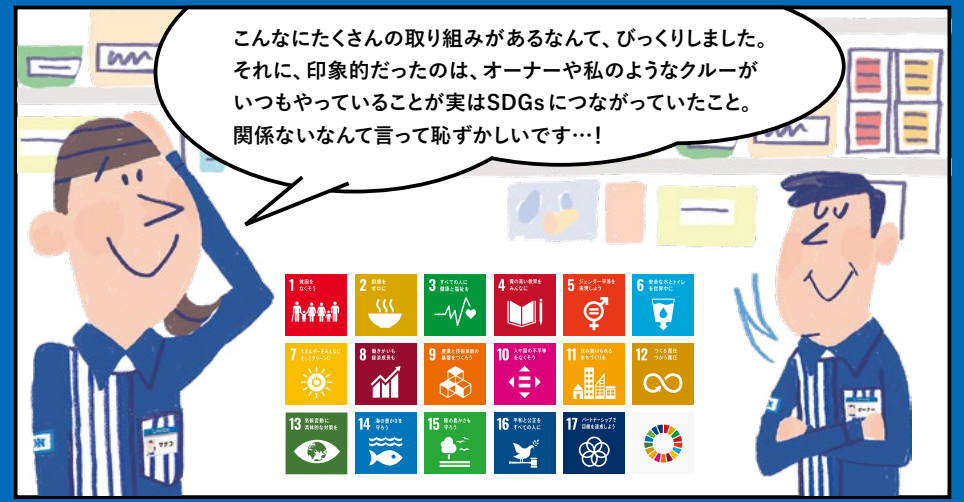 こんなにたくさんの取り組みがあるなんて、びっくりしました。
それに、印象的だったのは、オーナーや私のようなクルーが
いつもやっていることが実はSDGsにつながっていたこと。
関係ないなんて言って恥ずかしいです…！
1 貧困を
なくそう
2 飢餓を
ゼロに
3 すべての人に
健康と福祉を
4 質の高い教育を
みんなに
5 ジェンダー平等を
実現しよう
6 安全な水とトイレ
を世界中に
7 エネルギーをみんなに
そしてクリーンに
8 働きがいも
経済成長も
9 産業と技術革新の
基盤をつくろう
10 人や国の不平等
をなくそう
11 住み続けられる
まちづくりを
12 つくる責任
つかう責任
13 気候変動に
具体的な対策を
14 海の豊かさを
守ろう
15 陸の豊かさも
守ろう
16 平和と公正を
すべての人に
17 パートナーシップで
目標を達成しよう
マチコ
オーナー